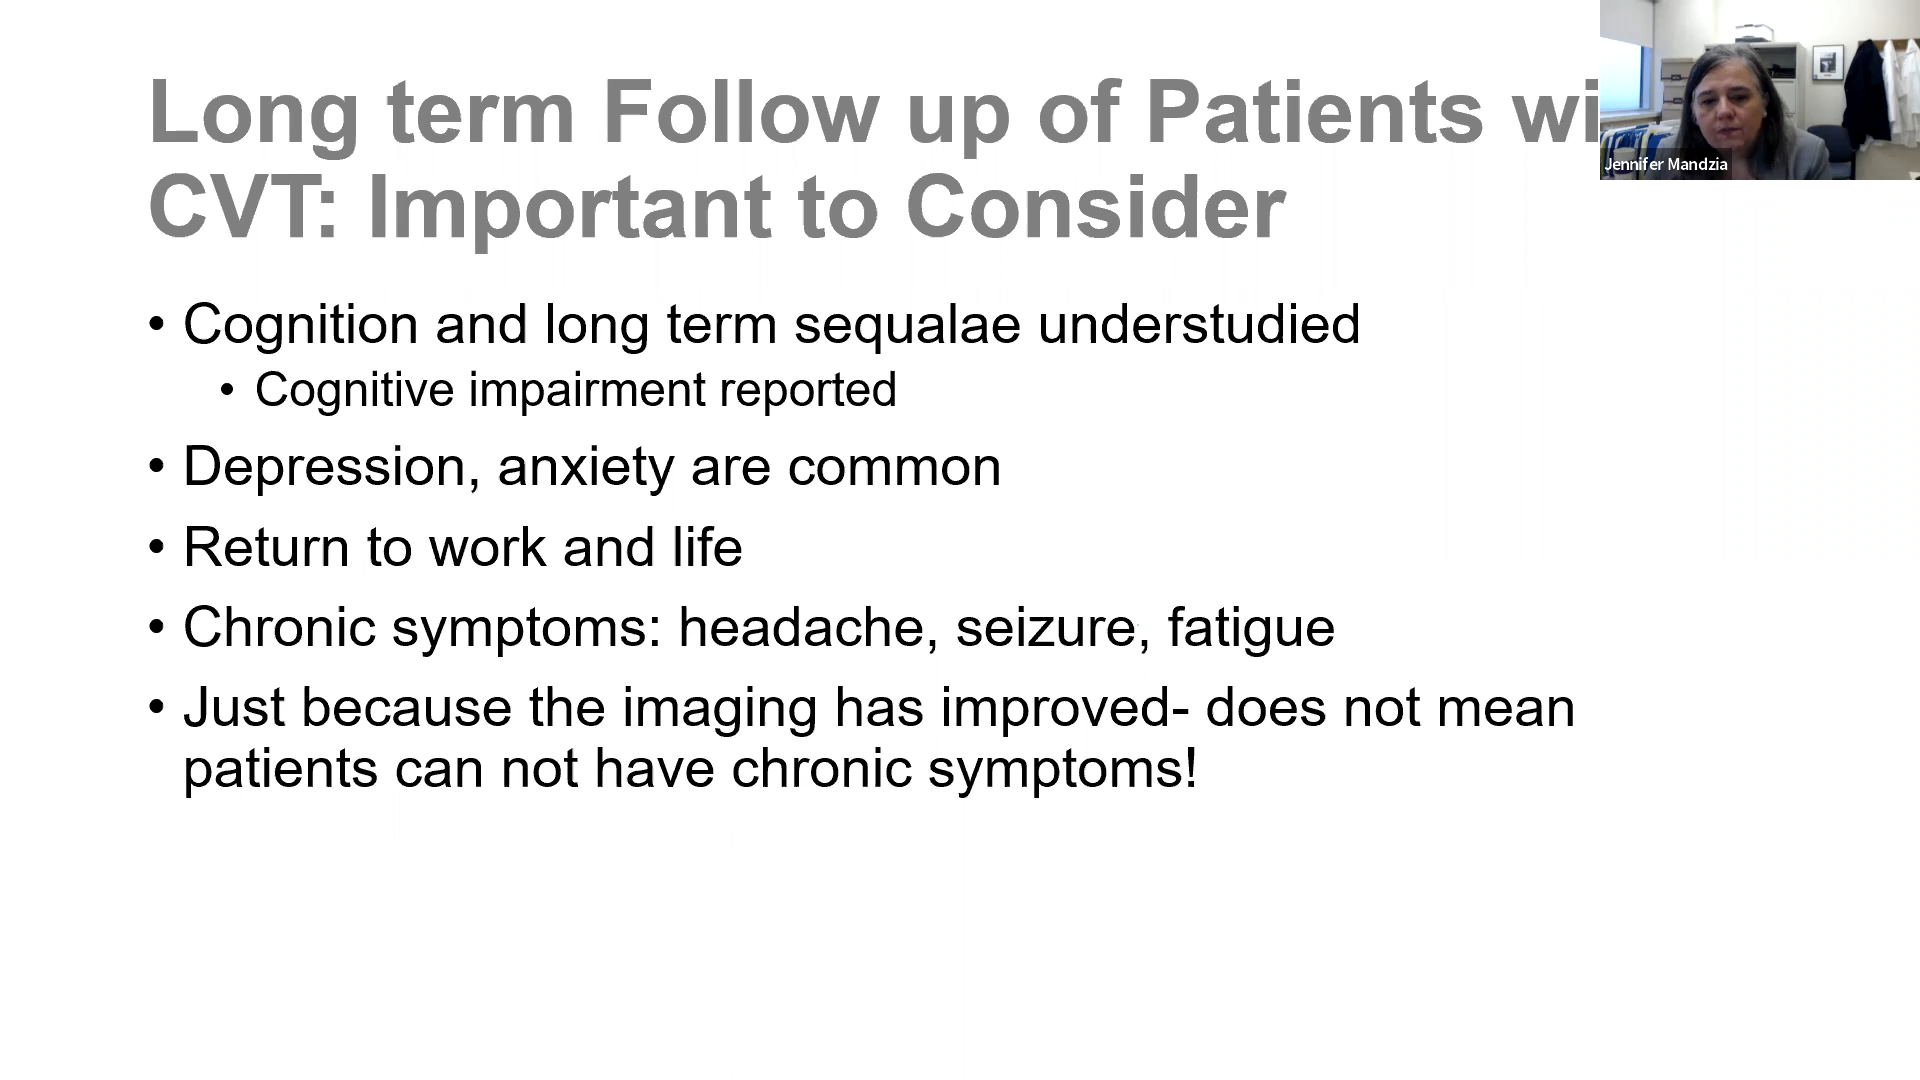 Long term Follow up of Patients wi
CVT: Important to Consider
Jennifer Mandzia
• Cognition and long term sequalae understudied
• Cognitive impairment reported
• Depression, anxiety are common
• Return to work and life
• Chronic symptoms: headache, seizure, fatigue
• Just because the imaging has improved- does not mean
patients can not have chronic symptoms!